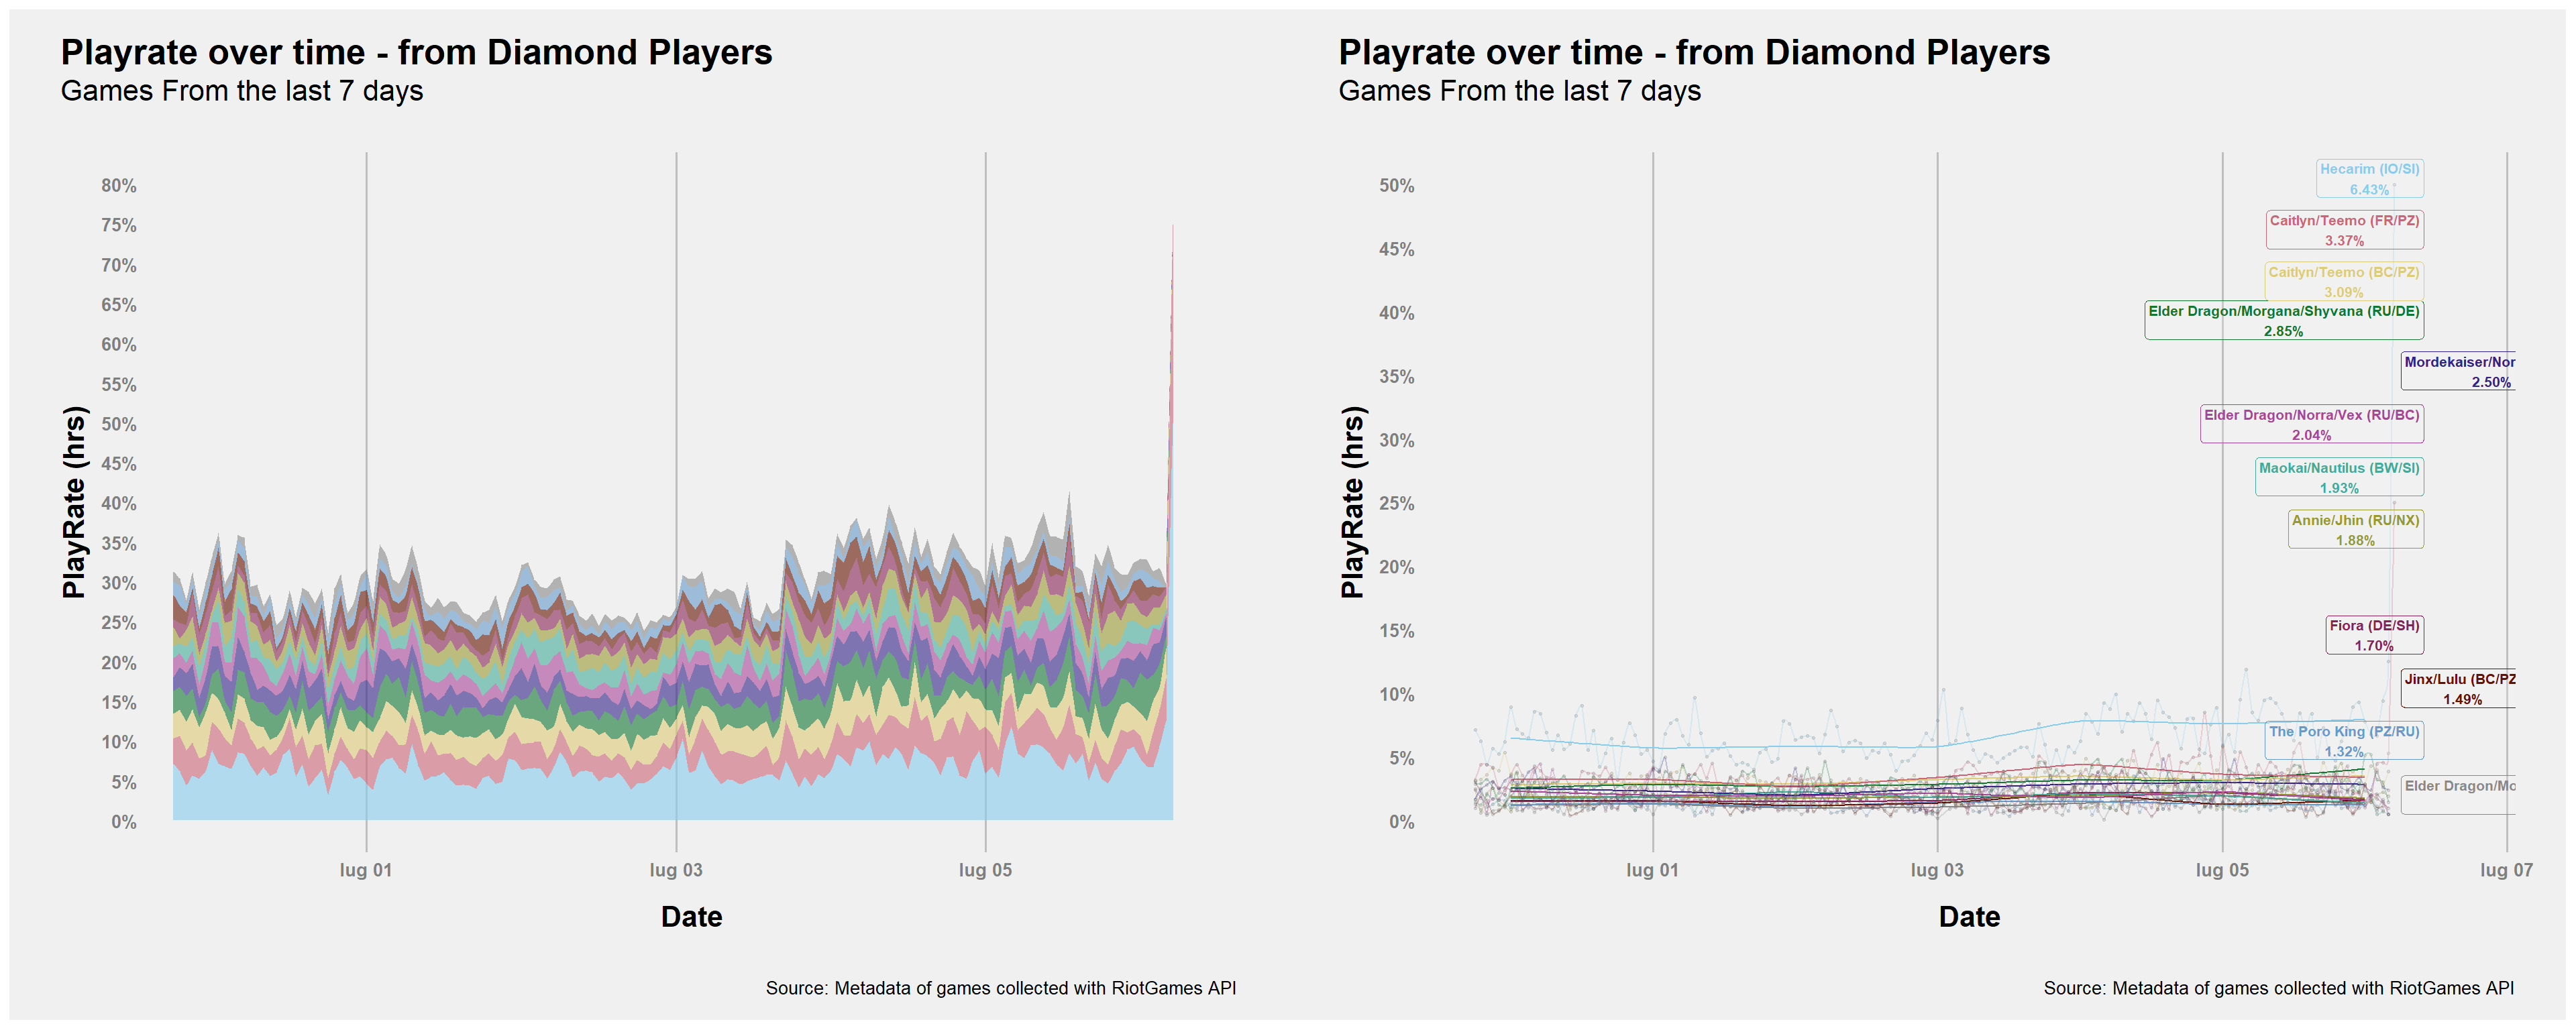 Playrate over time - from Diamond Players
Games From the last 7 days
80%
75%
70%
65%
60%
55%
50%
45%
40%
35%
30%
25%
20%
15%
10%
5%
0%
PlayRate (hrs)
lug 01
lug 03
lug 05
Date
Source: Metadata of games collected with RiotGames API
Playrate over time - from Diamond Players
Games From the last 7 days
50%
45%
40%
35%
30%
25%
20%
15%
10%
5%
0%
PlayRate (hrs)
Hecarim (IO/SI)
6.43%
Caitlyn/Teemo (FR/PZ)
3.37%
Caitlyn/Teemo (BC/PZ)
3.09%
Elder Dragon/Morgana/Shyvana (RU/DE)
2.85%
Mordekaiser/Nor
2.50%
Elder Dragon/Norra/Vex (RU/BC)
2.04%
Maokai/Nautilus (BW/SI)
1.93%
Annie/Jhin (RU/NX)
1.88%
Fiora (DE/SH)
1.70%
Jinx/Lulu (BC/PZ
1.49%
The Poro King (PZ/RU)
1.32%
Elder Dragon/Mo
lug 01
lug 03
lug 05
lug 07
Date
Source: Metadata of games collected with RiotGames API